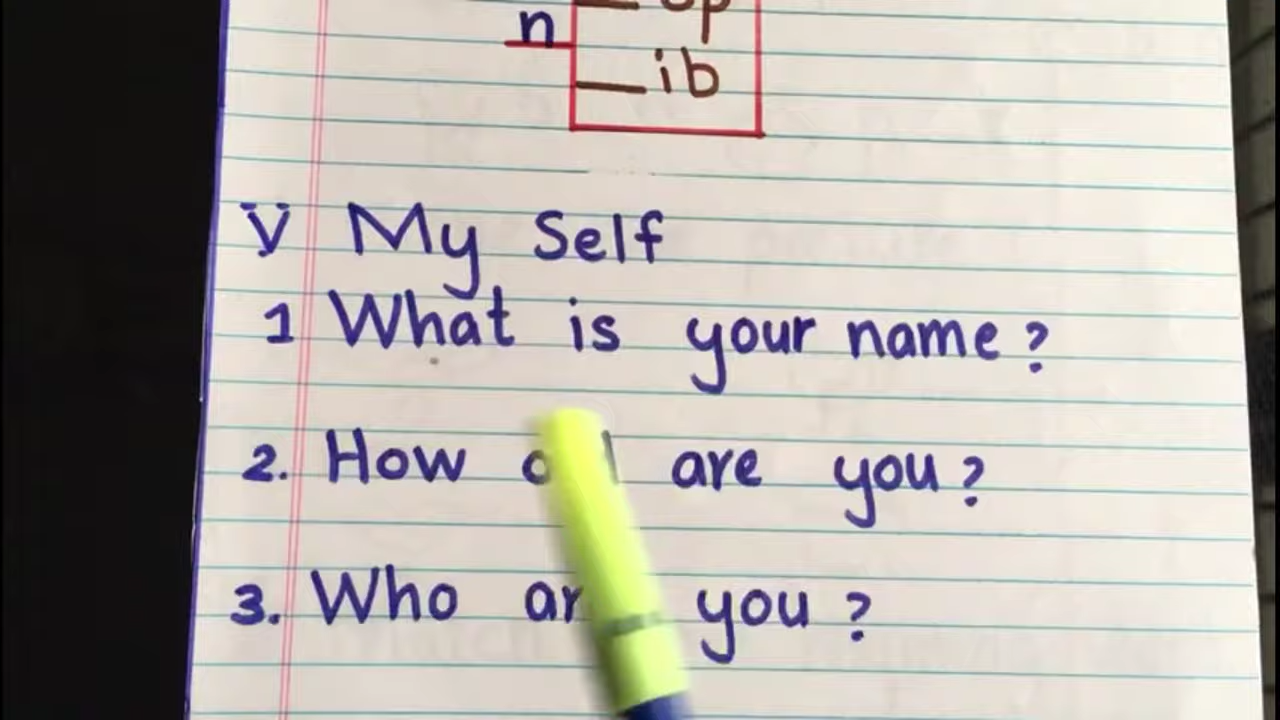 n
ib
V My Self
1 What is your name?
2. How are you?
3. Who you?